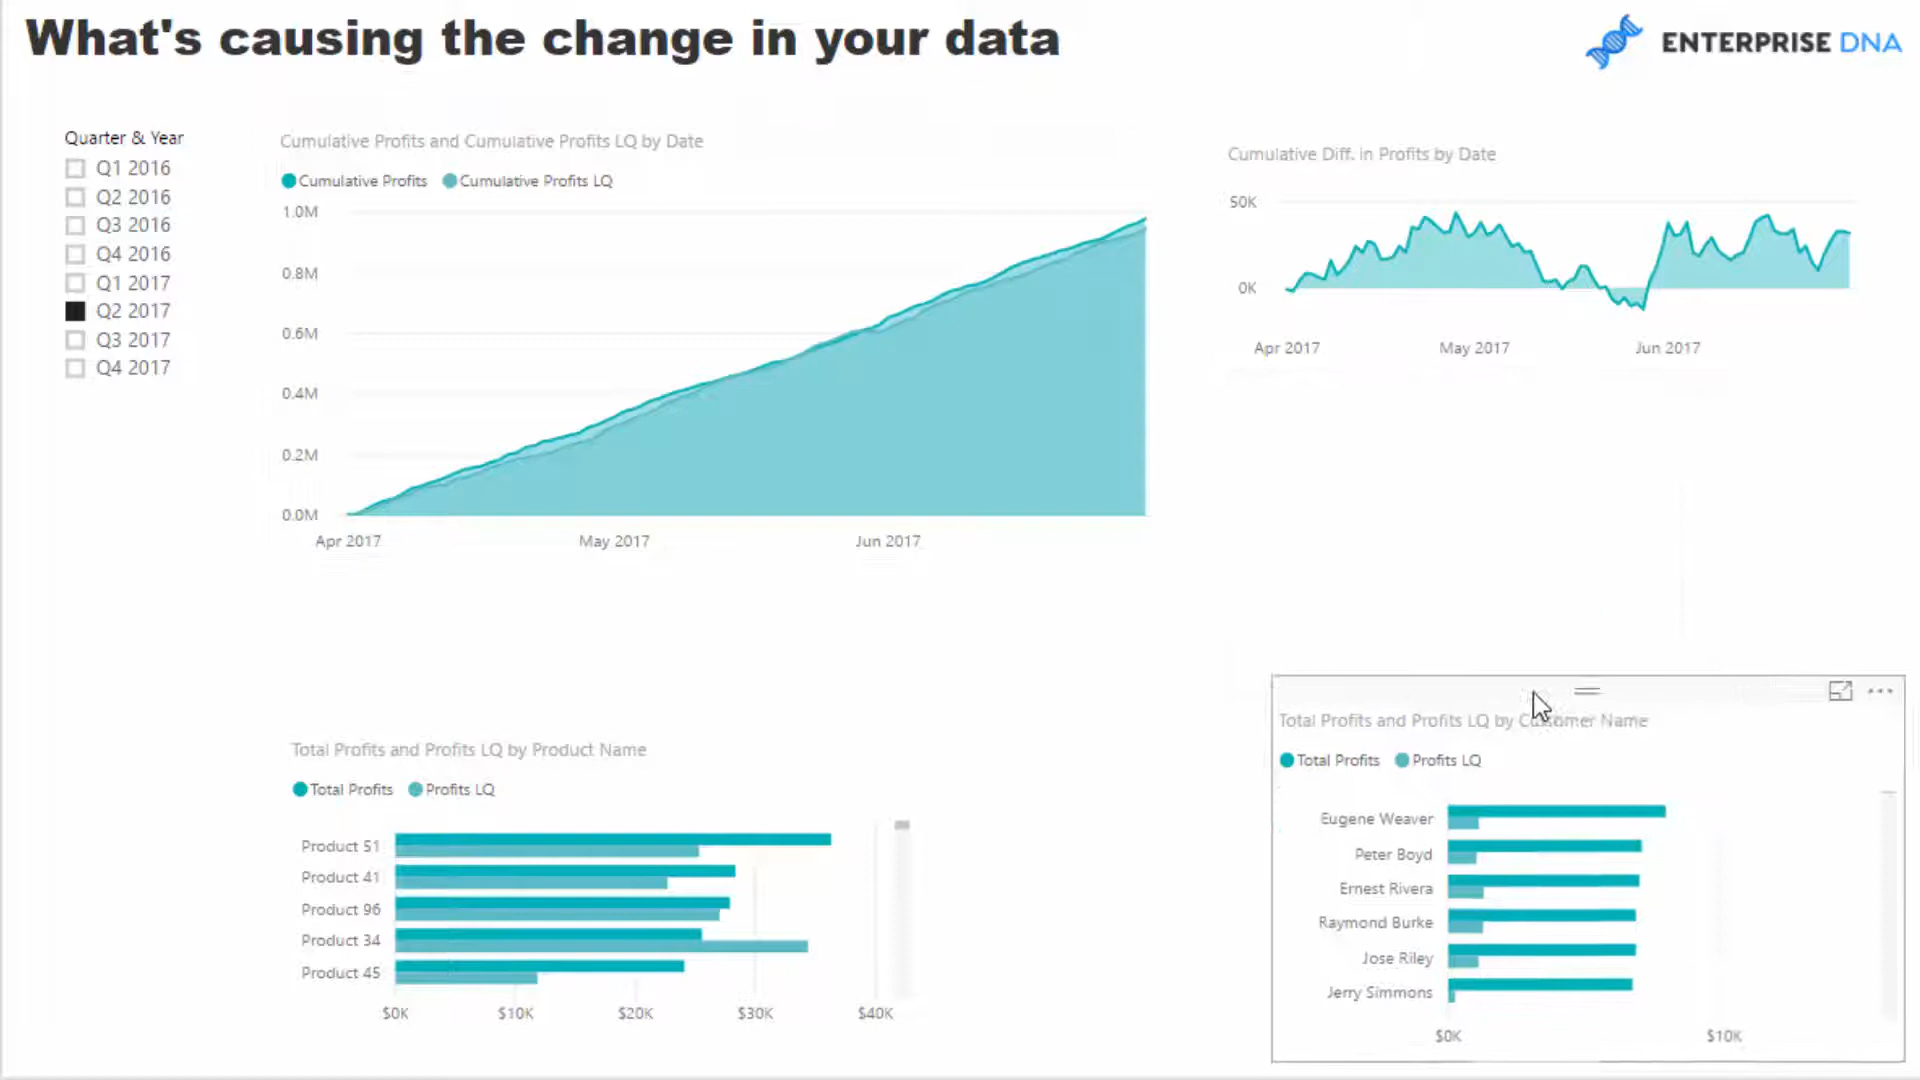 What's causing the change in your data
ENTERPRISE DNA
Quarter & Year
Q1 2016
Q2 2016
Q3 2016
Q4 2016
Q1 2017
Q2 2017
Q3 2017
Q4 2017
Cumulative Profits and Cumulative Profits LQ by Date
Cumulative Profits Cumulative Profits LQ
1.0M
0.8M
0.6M
0.4M
0.2M
0.0M
Apr 2017 May 2017 Jun 2017
Cumulative Diff. in Profits by Date
50K
0K
Apr 2017 May 2017 Jun 2017
Total Profits and Profits LQ by Product Name
Total Profits Profits LQ
Product 51
Product 41
Product 96
Product 34
Product 45
$0K $10K $20K $30K $40K
Total Profits and Profits LQ by Customer Name
Total Profits Profits LQ
Eugene Weaver
Peter Boyd
Ernest Rivera
Raymond Burke
Jose Riley
Jerry Simmons
$0K $10K